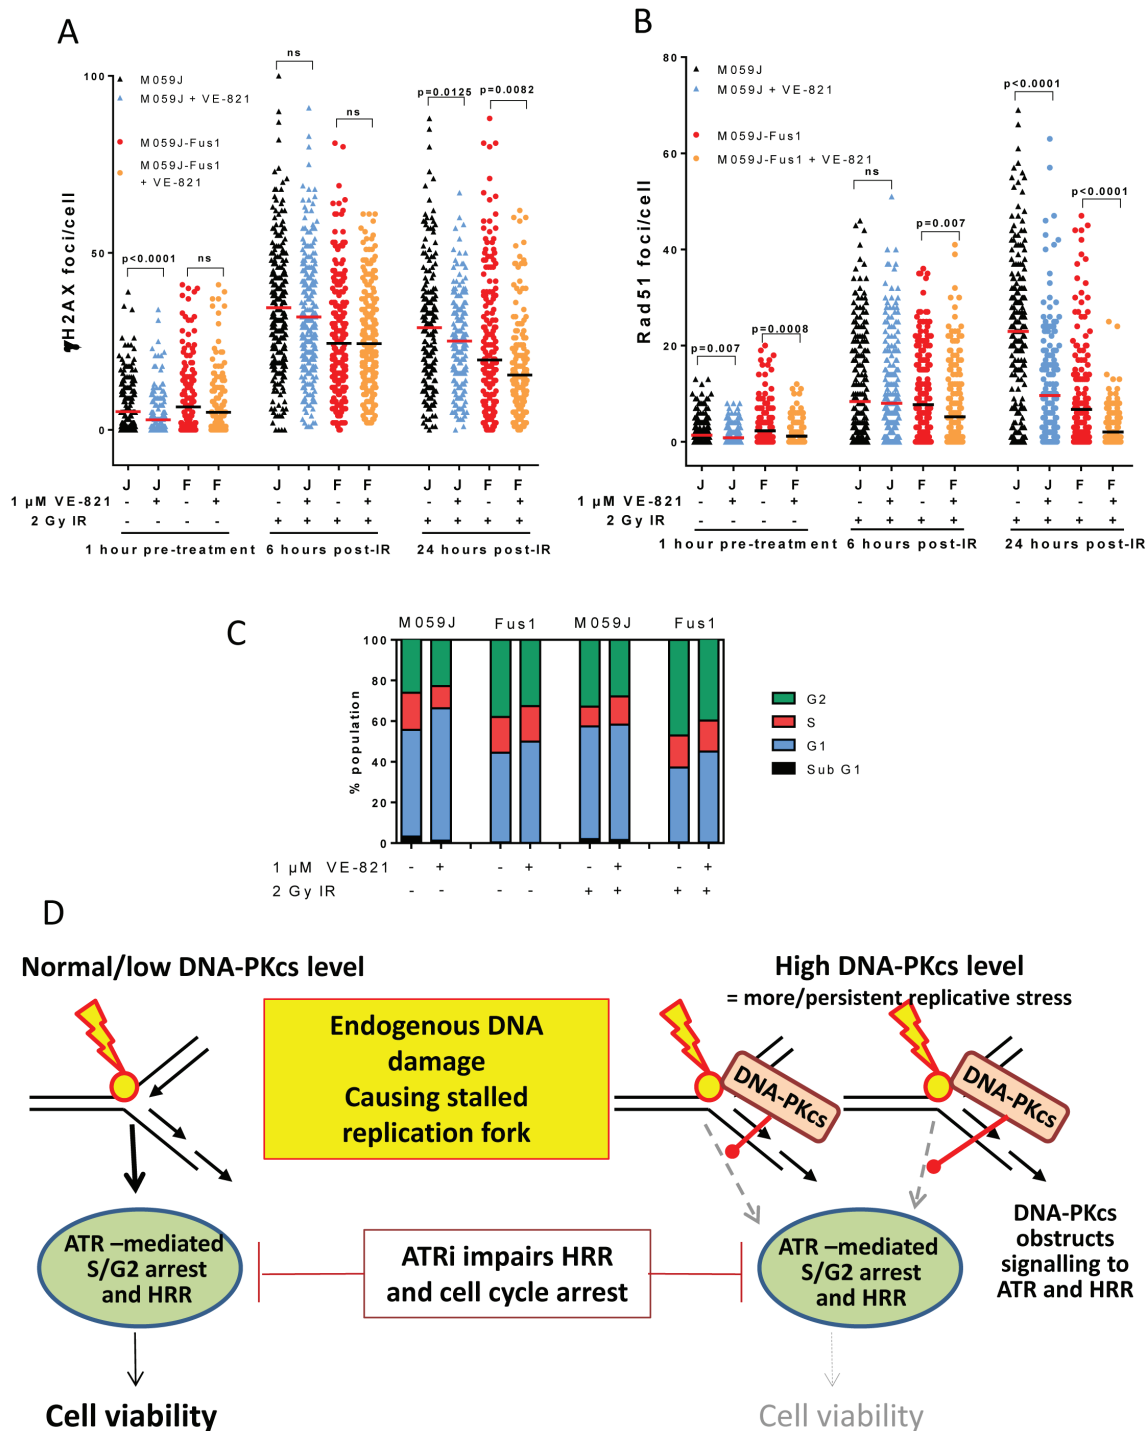 A
100
50
0
γH2AX foci/cell
M059J
M059J + VE-821
M059J-Fus1
M059J-Fus1
+ VE-821
p<0.0001
ns
ns
ns
p=0.0125
p=0.0082
J J F F J J F F J J F F
1 µM VE-821 - + - + - + - + - + - +
2 Gy IR - - - - + + + + + + + +
1 hour pre-treatment
6 hours post-IR
24 hours post-IR
B
80
60
40
20
0
Rad51 foci/cell
M059J
M059J + VE-821
M059J-Fus1
M059J-Fus1 + VE-821
p=0.007
p=0.0008
ns
p=0.007
p<0.0001
p<0.0001
J J F F J J F F J J F F
1 µM VE-821 - + - + - + - + - + - +
2 Gy IR - - - - + + + + + + + +
1 hour pre-treatment
6 hours post-IR
24 hours post-IR
C
M059J Fus1 M059J Fus1
100
80
60
40
20
0
% population
G2
S
G1
Sub G1
1 µM VE-821 - + - + - + - +
2 Gy IR - - - - + + + +
D
Normal/low DNA-PKcs level
Endogenous DNA
damage
Causing stalled
replication fork
High DNA-PKcs level
= more/persistent replicative stress
DNA-PKcs
DNA-PKcs
ATR –mediated
S/G2 arrest
and HRR
ATRi impairs HRR
and cell cycle arrest
ATR –mediated
S/G2 arrest
and HRR
DNA-PKcs
obstructs
signalling to
ATR and HRR
Cell viability
Cell viability